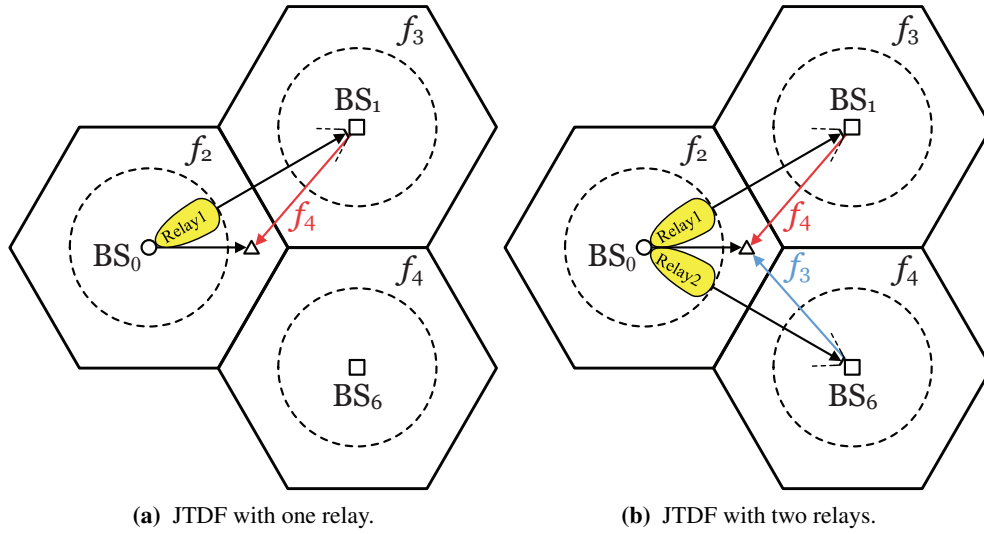 f3
BS1
f2
Relay1
f4
BS0
f4
BS6
(a) JTDF with one relay.
f3
BS1
f2
Relay1
f4
BS0
Relay2
f3
f4
BS6
(b) JTDF with two relays.